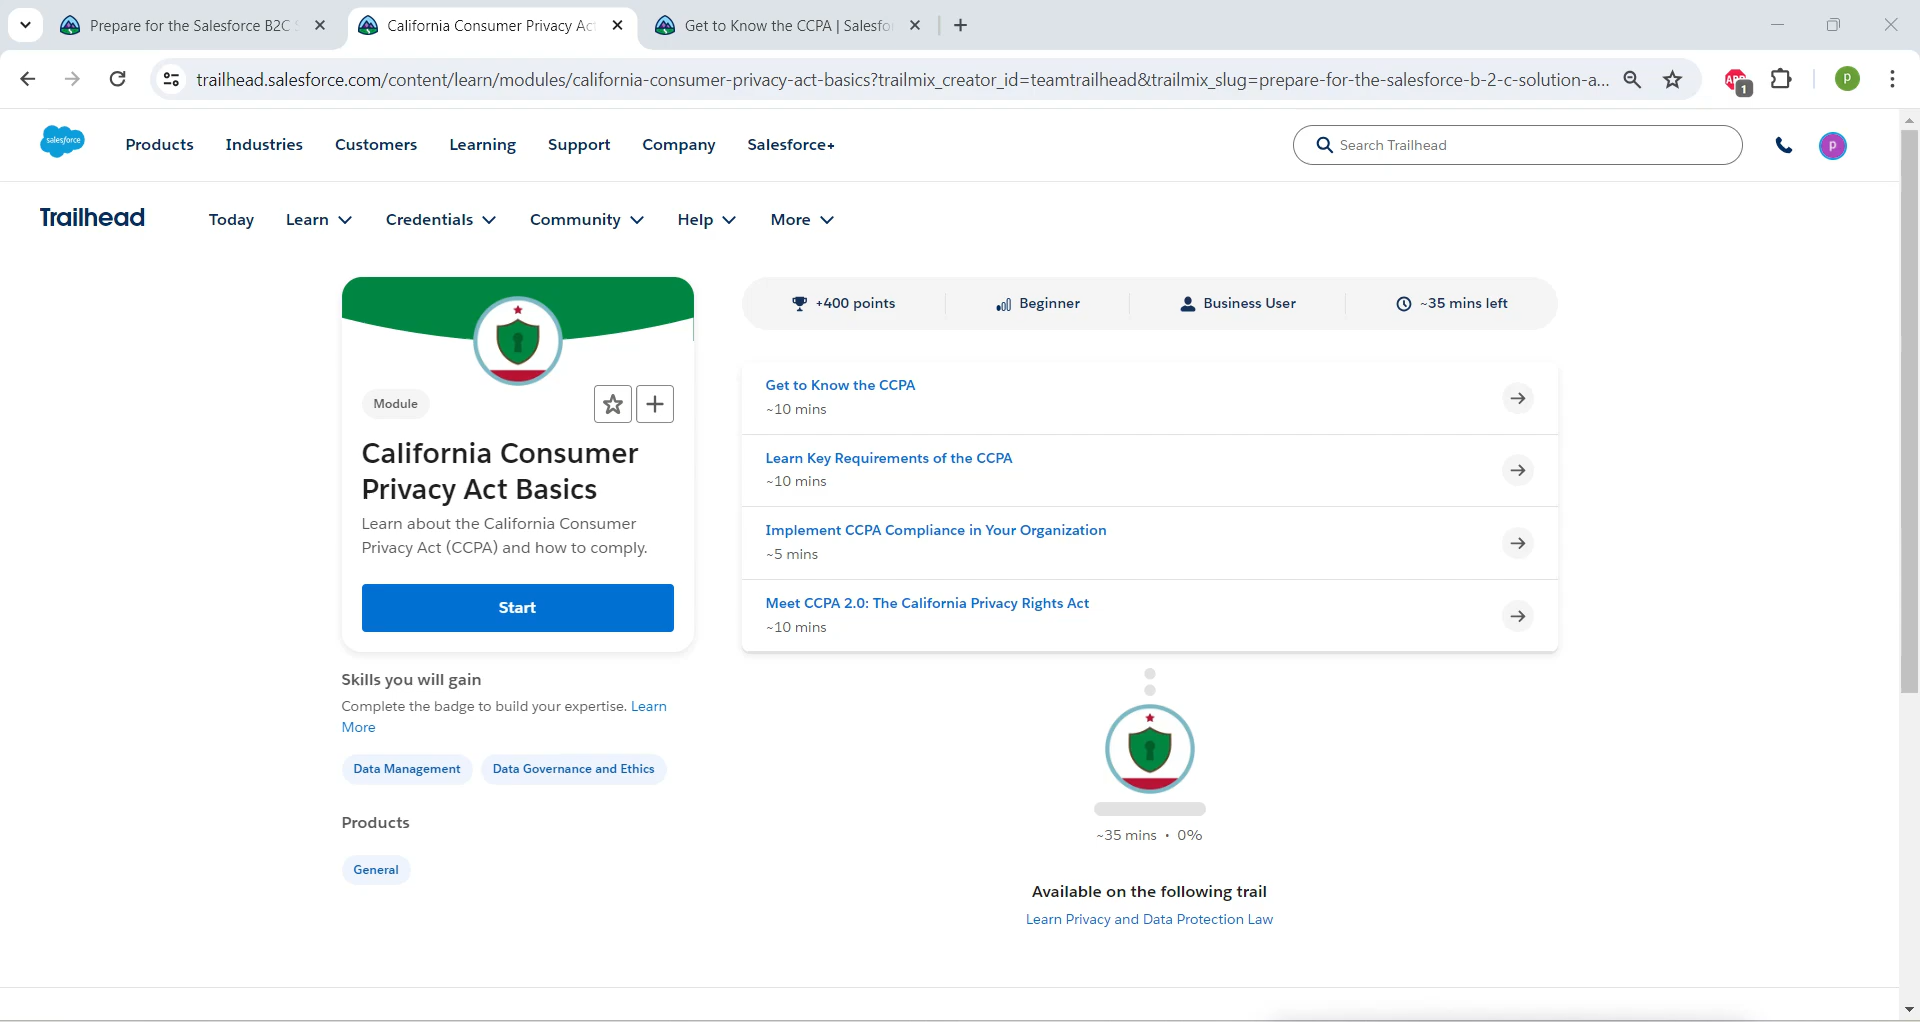 Prepare for the Salesforce B2C S
California Consumer Privacy Act
Get to Know the CCPA | Salesfor
trailhead.salesforce.com/content/learn/modules/california-consumer-privacy-act-basics?trailmix_creator_id=teamtrailhead&trailmix_slug=prepare-for-the-salesforce-b-2-c-solution-a...
ABP
1
P
salesforce
Products
Industries
Customers
Learning
Support
Company
Salesforce+
Search Trailhead
P
Trailhead
Today
Learn
Credentials
Community
Help
More
Module
California Consumer
Privacy Act Basics
Learn about the California Consumer
Privacy Act (CCPA) and how to comply.
Start
Skills you will gain
Complete the badge to build your expertise. Learn
More
Data Management
Data Governance and Ethics
Products
General
+400 points
Beginner
Business User
~35 mins left
Get to Know the CCPA
~10 mins
Learn Key Requirements of the CCPA
~10 mins
Implement CCPA Compliance in Your Organization
~5 mins
Meet CCPA 2.0: The California Privacy Rights Act
~10 mins
~35 mins • 0%
Available on the following trail
Learn Privacy and Data Protection Law